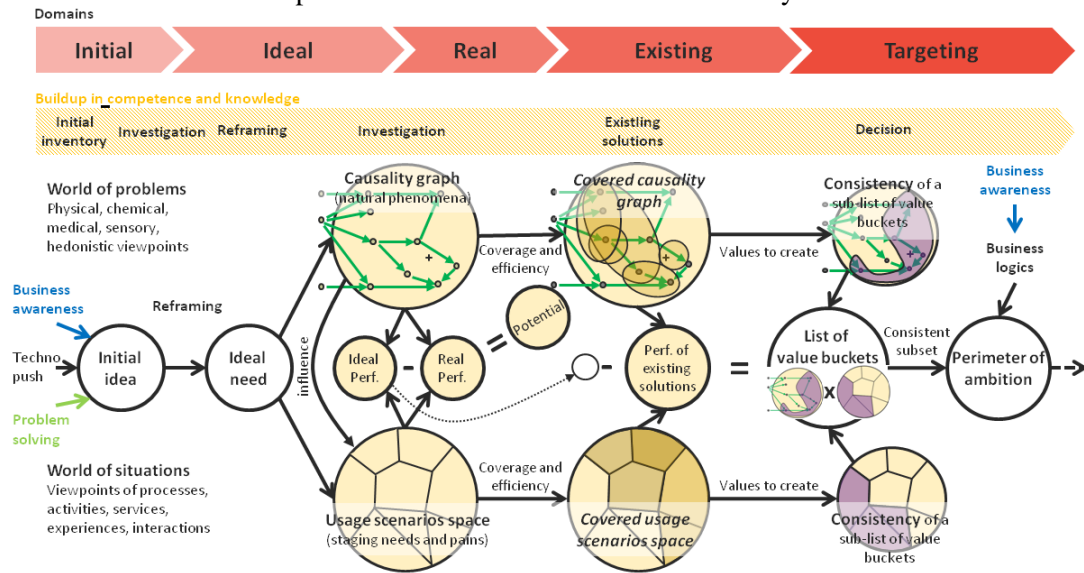 Domains
Initial
Ideal
Real
Existing
Targeting
Buildup in competence and knowledge
Initial
inventory
Investigation
Reframing
Investigation
Existling
solutions
Decision
World of problems
Physical, chemical,
medical, sensory,
hedonistic viewpoints
Causality graph
(natural phenomena)
+
Coverage and
efficiency
Covered causality
graph
+
Values to create
Consistency of a
sub-list of value
buckets
+
Business
awareness
Business
logics
Business
awareness
Reframing
Techno
push
Problem
solving
Initial
idea
Ideal
need
influence
Ideal
Perf.
-
Real
Perf.
=
Potential
-
Perf. of
existing
solutions
=
List of
value buckets
x
Consistent
subset
Perimeter of
ambition
World of situations
Viewpoints of processes,
activities, services,
experiences, interactions
Usage scenarios space
(staging needs and pains)
Coverage and
efficiency
Covered usage
scenarios space
Values to create
Consistency of a
sub-list of value
buckets